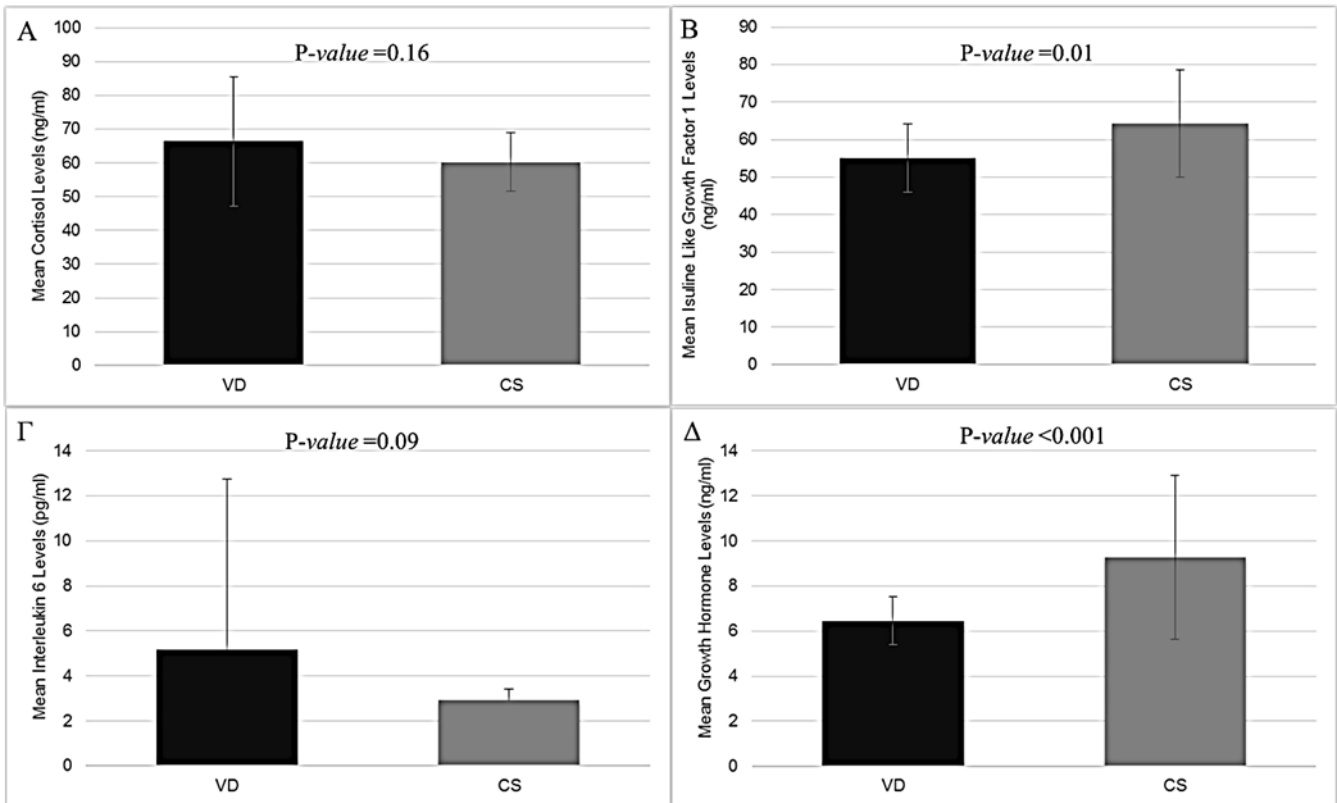 A
P-value =0.16
Mean Cortisol Levels (ng/ml)
100
90
80
70
60
50
40
30
20
10
0
VD
CS
B
P-value =0.01
Mean Isuline Like Growth Factor 1 Levels
(ng/ml)
90
80
70
60
50
40
30
20
10
0
VD
CS
Γ
P-value =0.09
Mean Interleukin 6 Levels (pg/ml)
14
12
10
8
6
4
2
0
VD
CS
Δ
P-value <0.001
Mean Growth Hormone Levels (ng/ml)
14
12
10
8
6
4
2
0
VD
CS